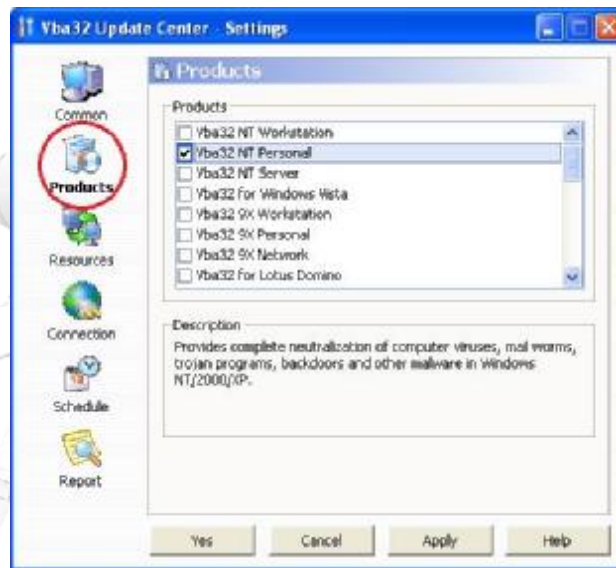 Vba32 Update Center - Settings
Common
Products
Resources
Connection
Schedule
Report
Products
Products
Vba32 NT Workstation
Vba32 NT Personal
Vba32 NT Server
Vba32 for Windows Vista
Vba32 9X Workstation
Vba32 9X Personal
Vba32 9X Network
Vba32 for Lotus Domino
Description
Provides complete neutralization of computer viruses, mail worms,
trojan programs, backdoors and other malware in Windows
NT/2000/XP.
Yes Cancel Apply Help